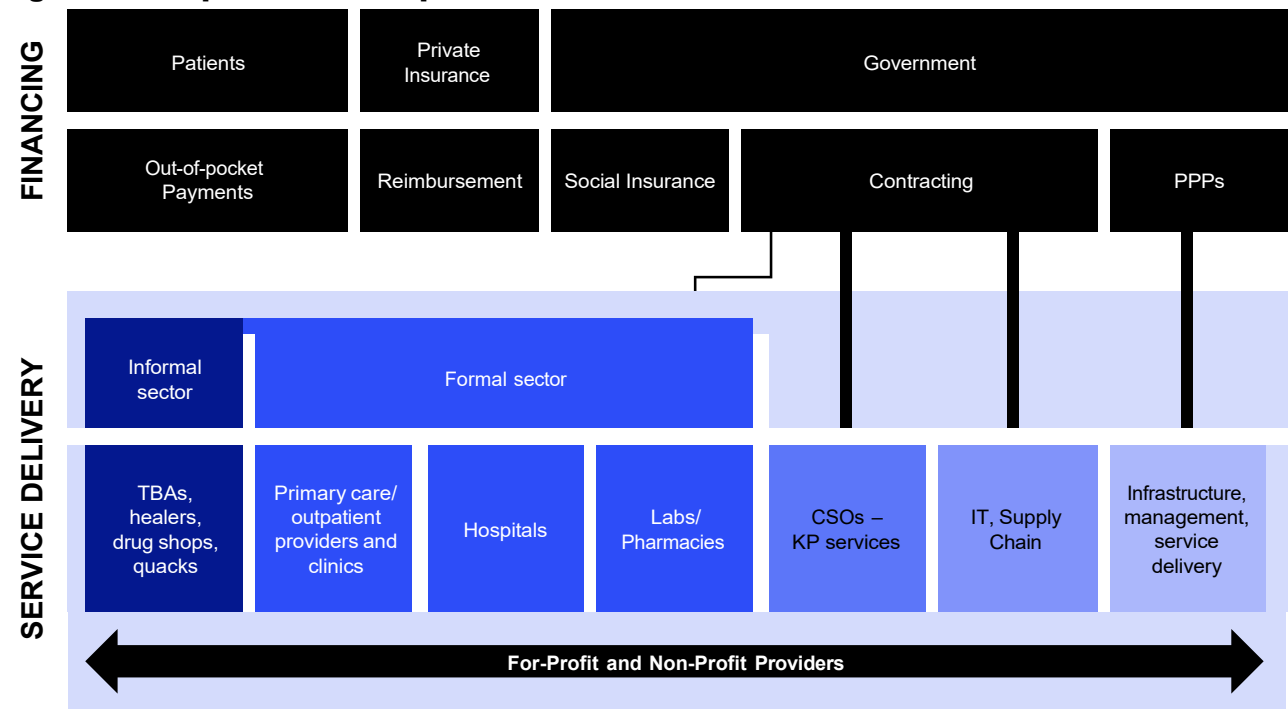 FINANCING
Patients
Private
Insurance
Government
Out-of-pocket
Payments
Reimbursement
Social Insurance
Contracting
PPPs
SERVICE DELIVERY
Informal
sector
Formal sector
TBAs,
healers,
drug shops,
quacks
Primary care/
outpatient
providers and
clinics
Hospitals
Labs/
Pharmacies
CSOs –
KP services
IT, Supply
Chain
Infrastructure,
management,
service
delivery
For-Profit and Non-Profit Providers